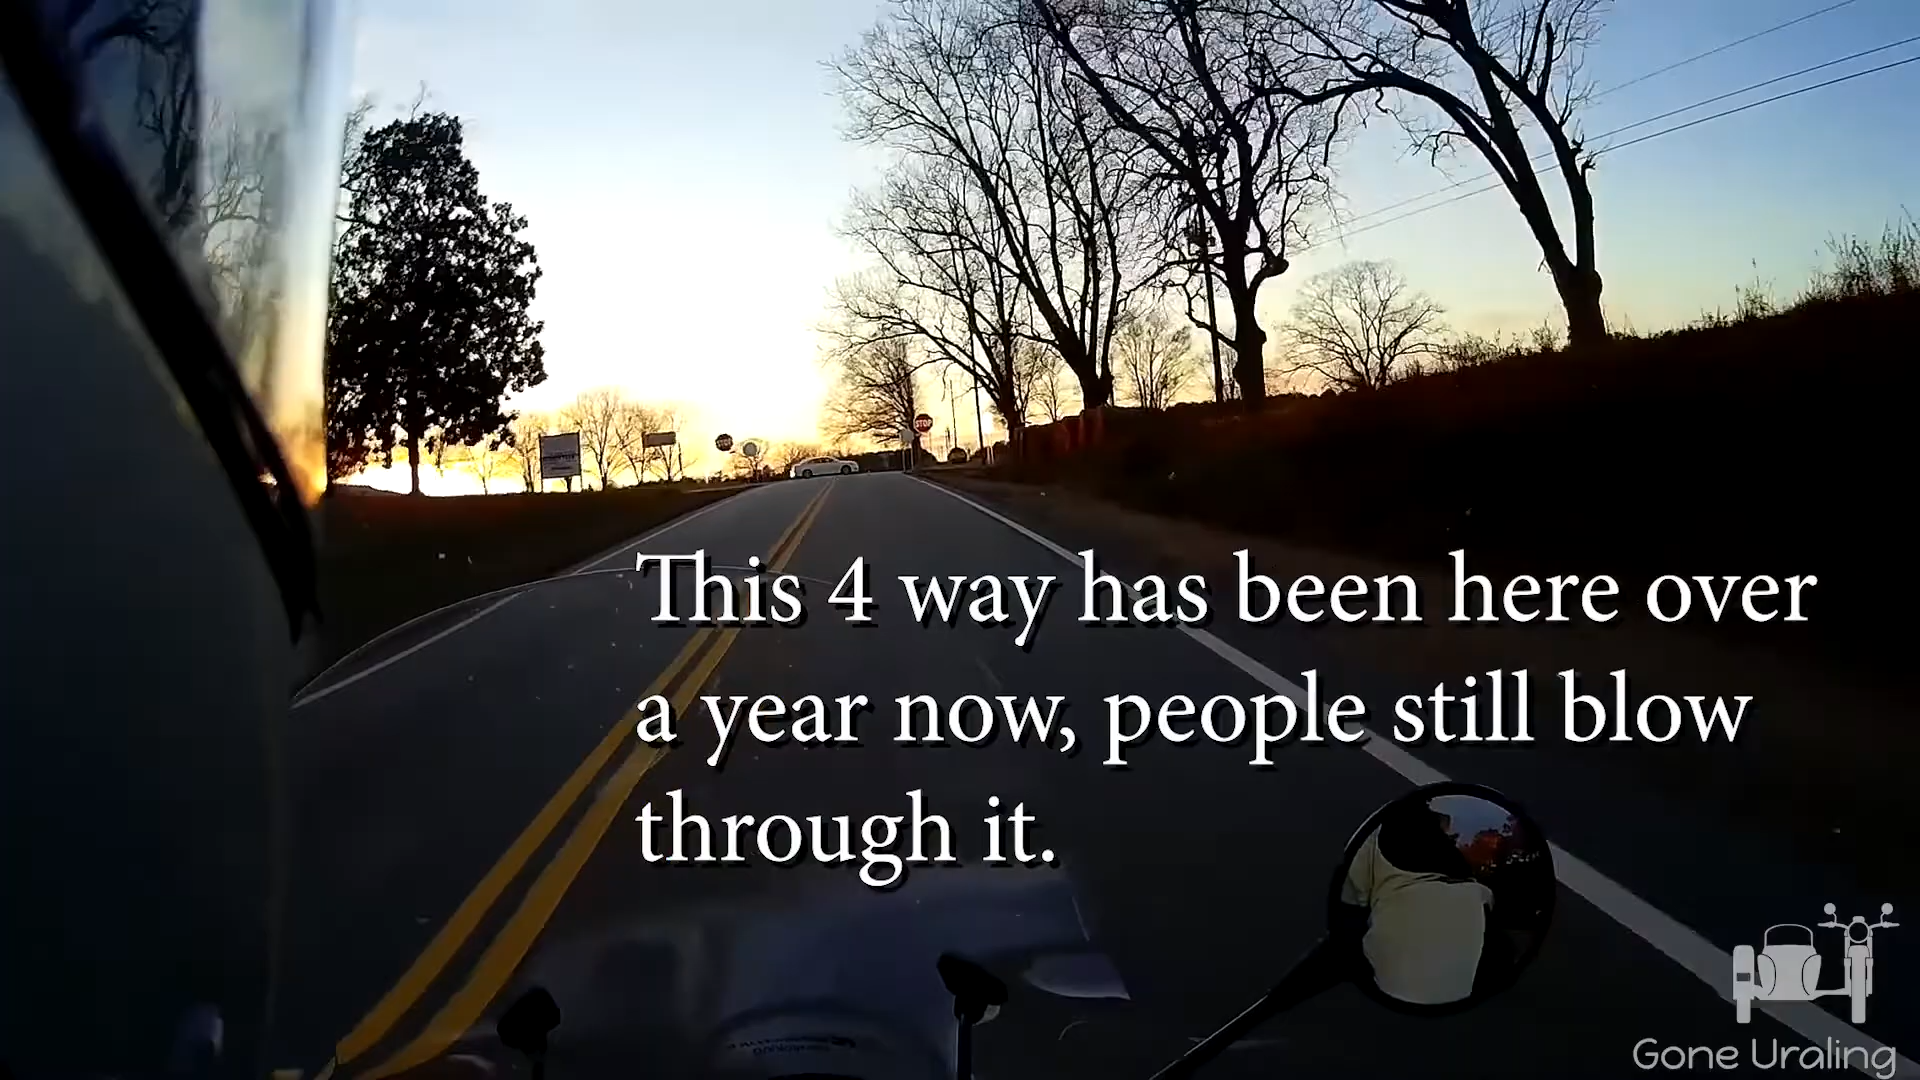 STOP
STOP
This 4 way has been here over
a year now, people still blow
through it.
Gone Uraling